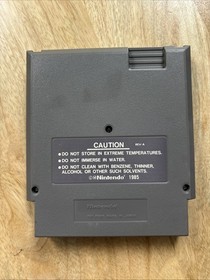 CAUTION REV-A
•DO NOT STORE IN EXTREME TEMPERATURES.
•DO NOT IMMERSE IN WATER.
•DO NOT CLEAN WITH BENZENE, THINNER,
ALCOHOL OR OTHER SUCH SOLVENTS.
©®Nintendo® 1985